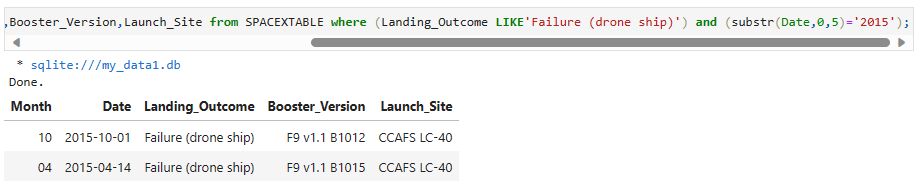 ,Booster_Version,Launch_Site from SPACEXTABLE where (Landing_Outcome LIKE'Failure (drone ship)') and (substr(Date,0,5)='2015');
* sqlite:///my_data1.db
Done.
Month Date Landing_Outcome Booster_Version Launch_Site
10 2015-10-01 Failure (drone ship) F9 v1.1 B1012 CCAFS LC-40
04 2015-04-14 Failure (drone ship) F9 v1.1 B1015 CCAFS LC-40